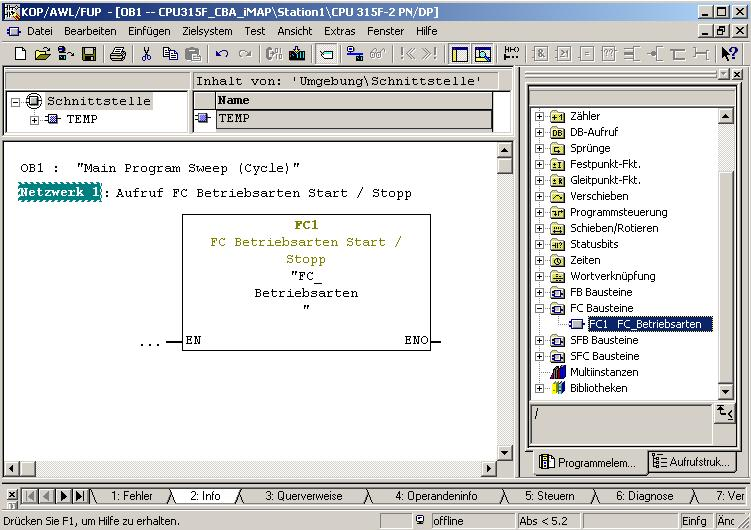 KOP/AWL/FUP - [OB1 -- CPU315F_CBA_iMAP\Station1\CPU 315F-2 PN/DP]
Datei Bearbeiten Einfügen Zielsystem Test Ansicht Extras Fenster Hilfe
Inhalt von: 'Umgebung\Schnittstelle'
Schnittstelle
TEMP
Name
TEMP
OB1 : "Main Program Sweep (Cycle)"
Netzwerk 1: Aufruf FC Betriebsarten Start / Stopp
FC1
FC Betriebsarten Start /
Stopp
"FC_
Betriebsarten
"
... EN ENO
Zähler
DB-Aufruf
Sprünge
Festpunkt-Fkt.
Gleitpunkt-Fkt.
Verschieben
Programmsteuerung
Schieben/Rotieren
Statusbits
Zeiten
Wortverknüpfung
FB Bausteine
FC Bausteine
FC1 FC_Betriebsarten
SFB Bausteine
SFC Bausteine
Multiinstanzen
Bibliotheken
/
Programmelem... Aufrufstruk...
1: Fehler 2: Info 3: Querverweise 4: Operandeninfo 5: Steuern 6: Diagnose 7: Ver
Drücken Sie F1, um Hilfe zu erhalten. offline Abs < 5.2 Einfg Änc